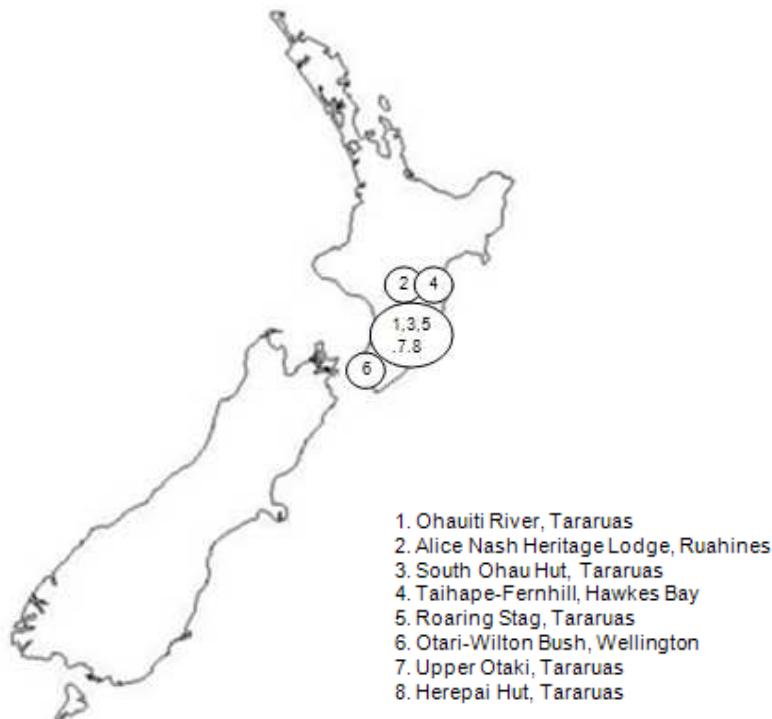 2
4
1,3,5
.7.8
6
1. Ohauiti River, Tararuas
2. Alice Nash Heritage Lodge, Ruahines
3. South Ohau Hut, Tararuas
4. Taihape-Fernhill, Hawkes Bay
5. Roaring Stag, Tararuas
6. Otari-Wilton Bush, Wellington
7. Upper Otaki, Tararuas
8. Herepai Hut, Tararuas